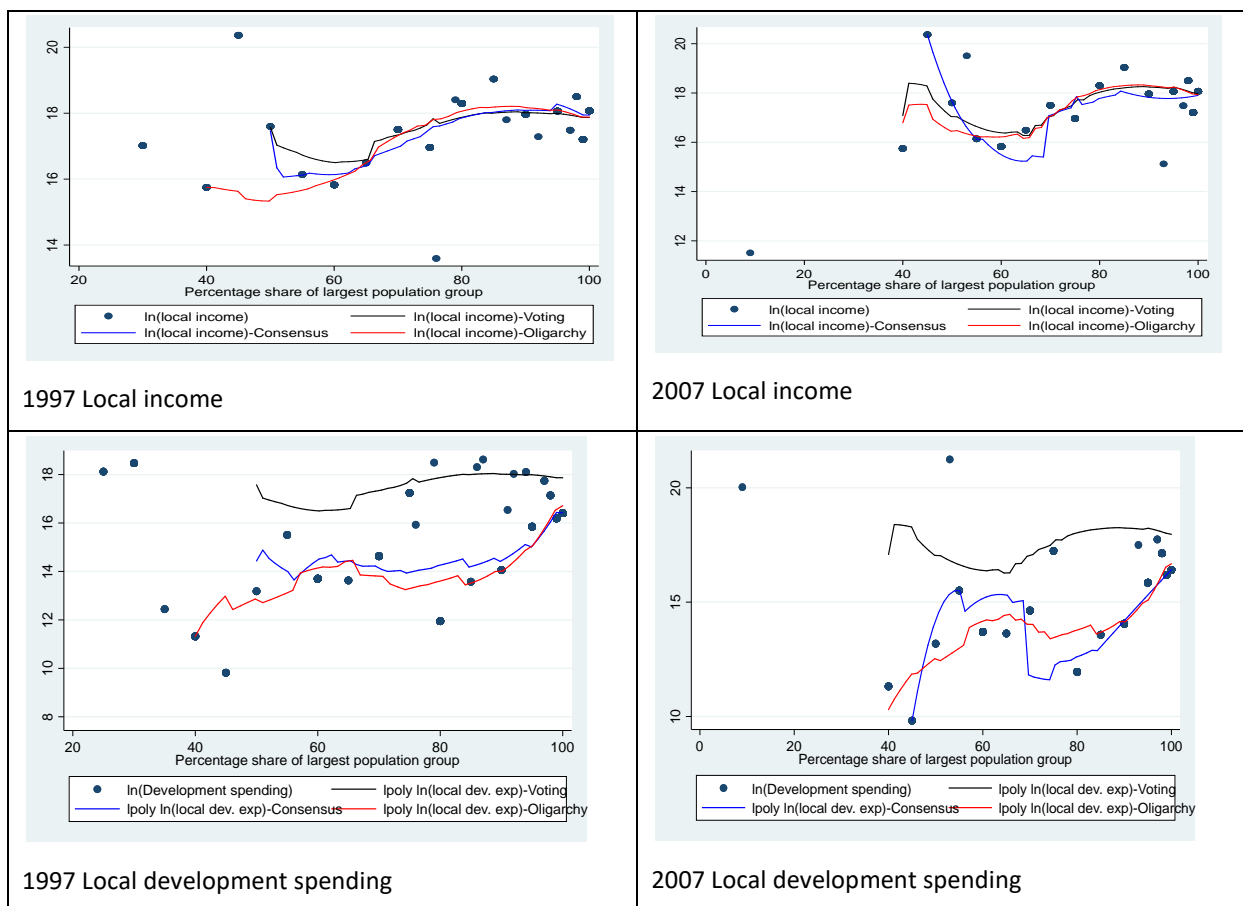 20
18
16
14
20
40
60
80
100
Percentage share of largest population group
ln(local income)
ln(local income)-Voting
ln(local income)-Consensus
ln(local income)-Oligarchy
1997 Local income
20
18
16
14
12
0
20
40
60
80
100
Percentage share of largest population group
ln(local income)
ln(local income)-Voting
ln(local income)-Consensus
ln(local income)-Oligarchy
2007 Local income
18
16
14
12
10
8
20
40
60
80
100
Percentage share of largest population group
ln(Development spending)
lpoly ln(local dev. exp)-Voting
lpoly ln(local dev. exp)-Consensus
lpoly ln(local dev. exp)-Oligarchy
1997 Local development spending
20
15
10
0
20
40
60
80
100
Percentage share of largest population group
ln(Development spending)
lpoly ln(local dev. exp)-Voting
lpoly ln(local dev. exp)-Consensus
lpoly ln(local dev. exp)-Oligarchy
2007 Local development spending